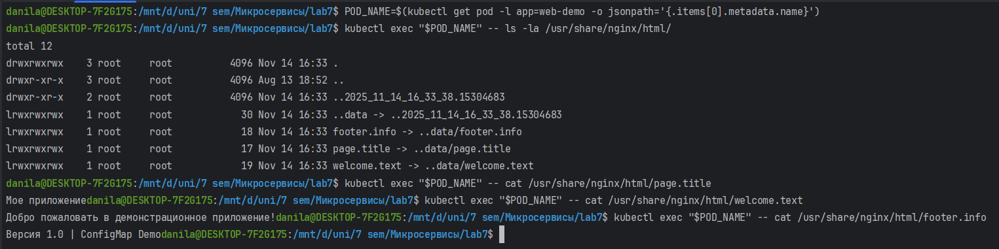 danila@DESKTOP-7F2G175:/mnt/d/uni/7 sem/Микросервисы/lab7$ POD_NAME=$(kubectl get pod -l app=web-demo -o jsonpath='{.items[0].metadata.name}')
danila@DESKTOP-7F2G175:/mnt/d/uni/7 sem/Микросервисы/lab7$ kubectl exec "$POD_NAME" -- ls -la /usr/share/nginx/html/
total 12
drwxrwxrwx    3 root     root          4096 Nov 14 16:33 .
drwxr-xr-x    3 root     root          4096 Aug 13 18:52 ..
drwxr-xr-x    2 root     root          4096 Nov 14 16:33 ..2025_11_14_16_33_38.15304683
lrwxrwxrwx    1 root     root            30 Nov 14 16:33 ..data -> ..2025_11_14_16_33_38.15304683
lrwxrwxrwx    1 root     root            18 Nov 14 16:33 footer.info -> ..data/footer.info
lrwxrwxrwx    1 root     root            17 Nov 14 16:33 page.title -> ..data/page.title
lrwxrwxrwx    1 root     root            19 Nov 14 16:33 welcome.text -> ..data/welcome.text
danila@DESKTOP-7F2G175:/mnt/d/uni/7 sem/Микросервисы/lab7$ kubectl exec "$POD_NAME" -- cat /usr/share/nginx/html/page.title
Мое приложениеdanila@DESKTOP-7F2G175:/mnt/d/uni/7 sem/Микросервисы/lab7$ kubectl exec "$POD_NAME" -- cat /usr/share/nginx/html/welcome.text
Добро пожаловать в демонстрационное приложение!danila@DESKTOP-7F2G175:/mnt/d/uni/7 sem/Микросервисы/lab7$ kubectl exec "$POD_NAME" -- cat /usr/share/nginx/html/footer.info
Версия 1.0 | ConfigMap Demodanila@DESKTOP-7F2G175:/mnt/d/uni/7 sem/Микросервисы/lab7$